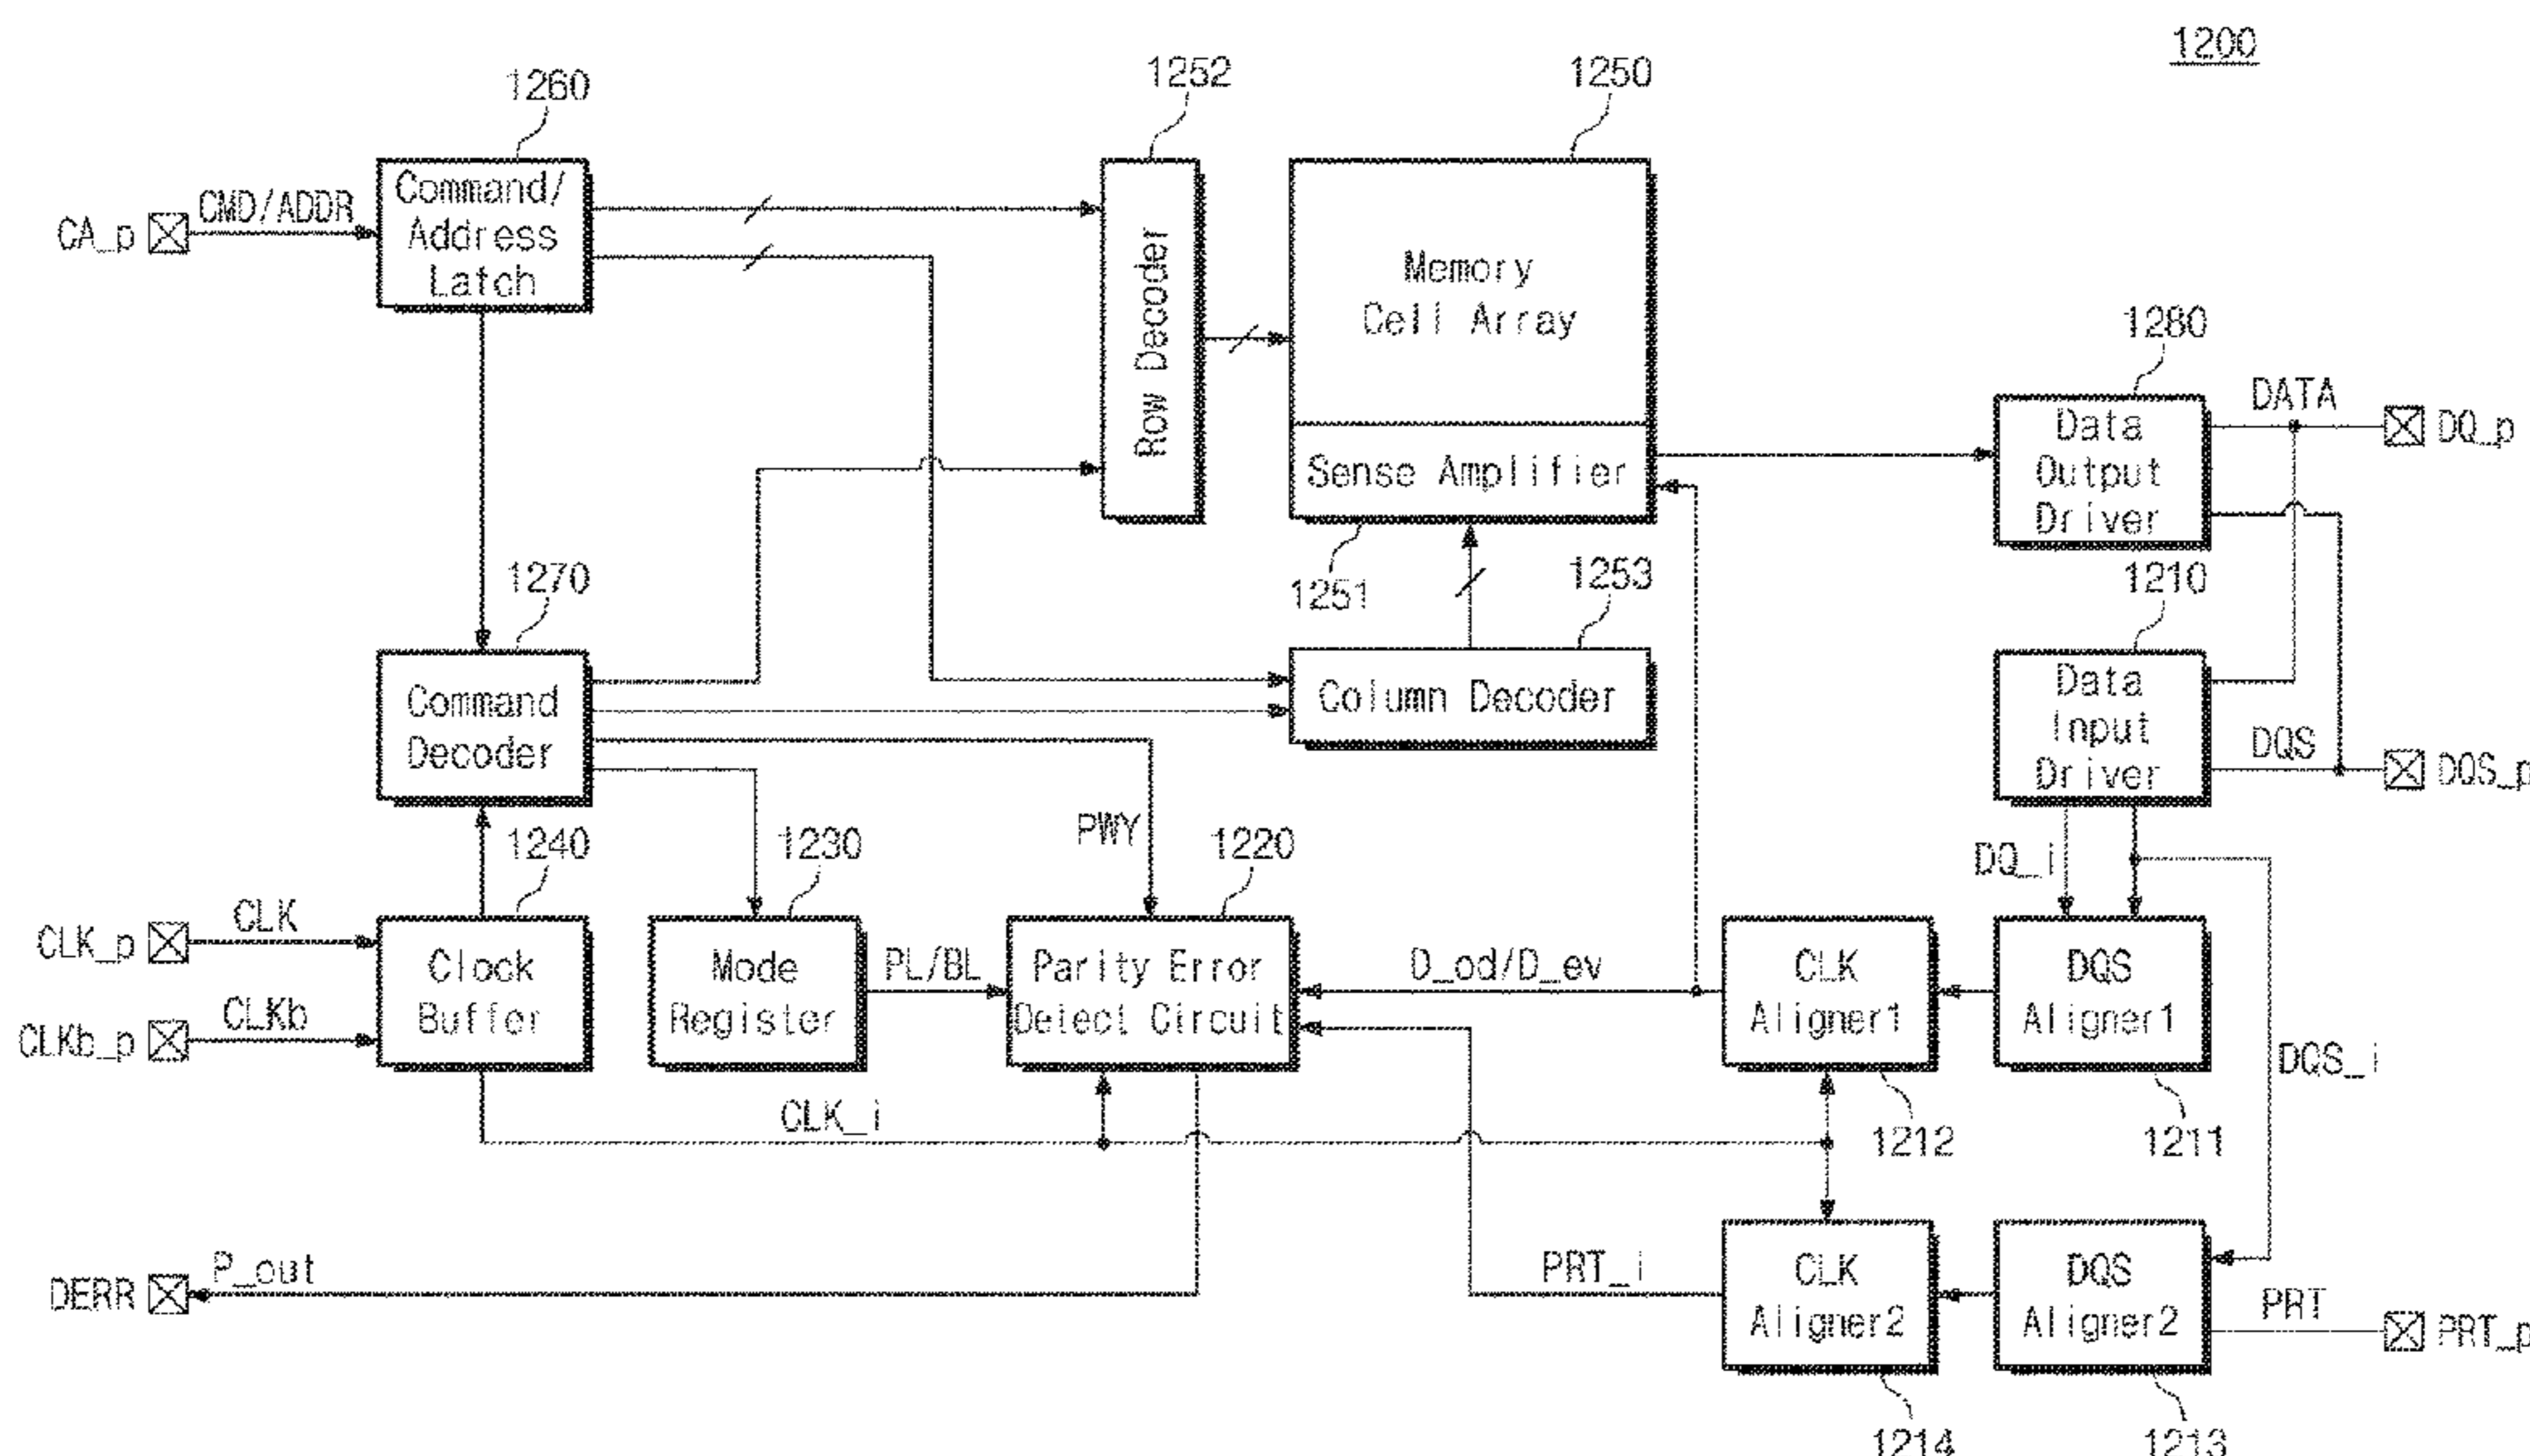 1200
1260
1252
1250
CA_p
CMD/ADDR
Command/
Address
Latch
Row Decoder
Memory
Cell Array
Sense Amplifier
1251
1253
Column Decoder
1280
Data
Output
Driver
DATA
DQ_p
1210
Data
Input
Driver
DQS
DQS_p
1270
Command
Decoder
PWY
1240
1230
1220
CLK_p
CLK
CLKb_p
CLKb
Clock
Buffer
Mode
Register
PL/BL
Parity Error
Detect Circuit
D_od/D_ev
CLK
Aligner1
DQS
Aligner1
DQ_i
DQS_i
CLK_i
1212
1211
DERR
P_out
PRT_i
CLK
Aligner2
DQS
Aligner2
PRT
PRT_p
1214
1213